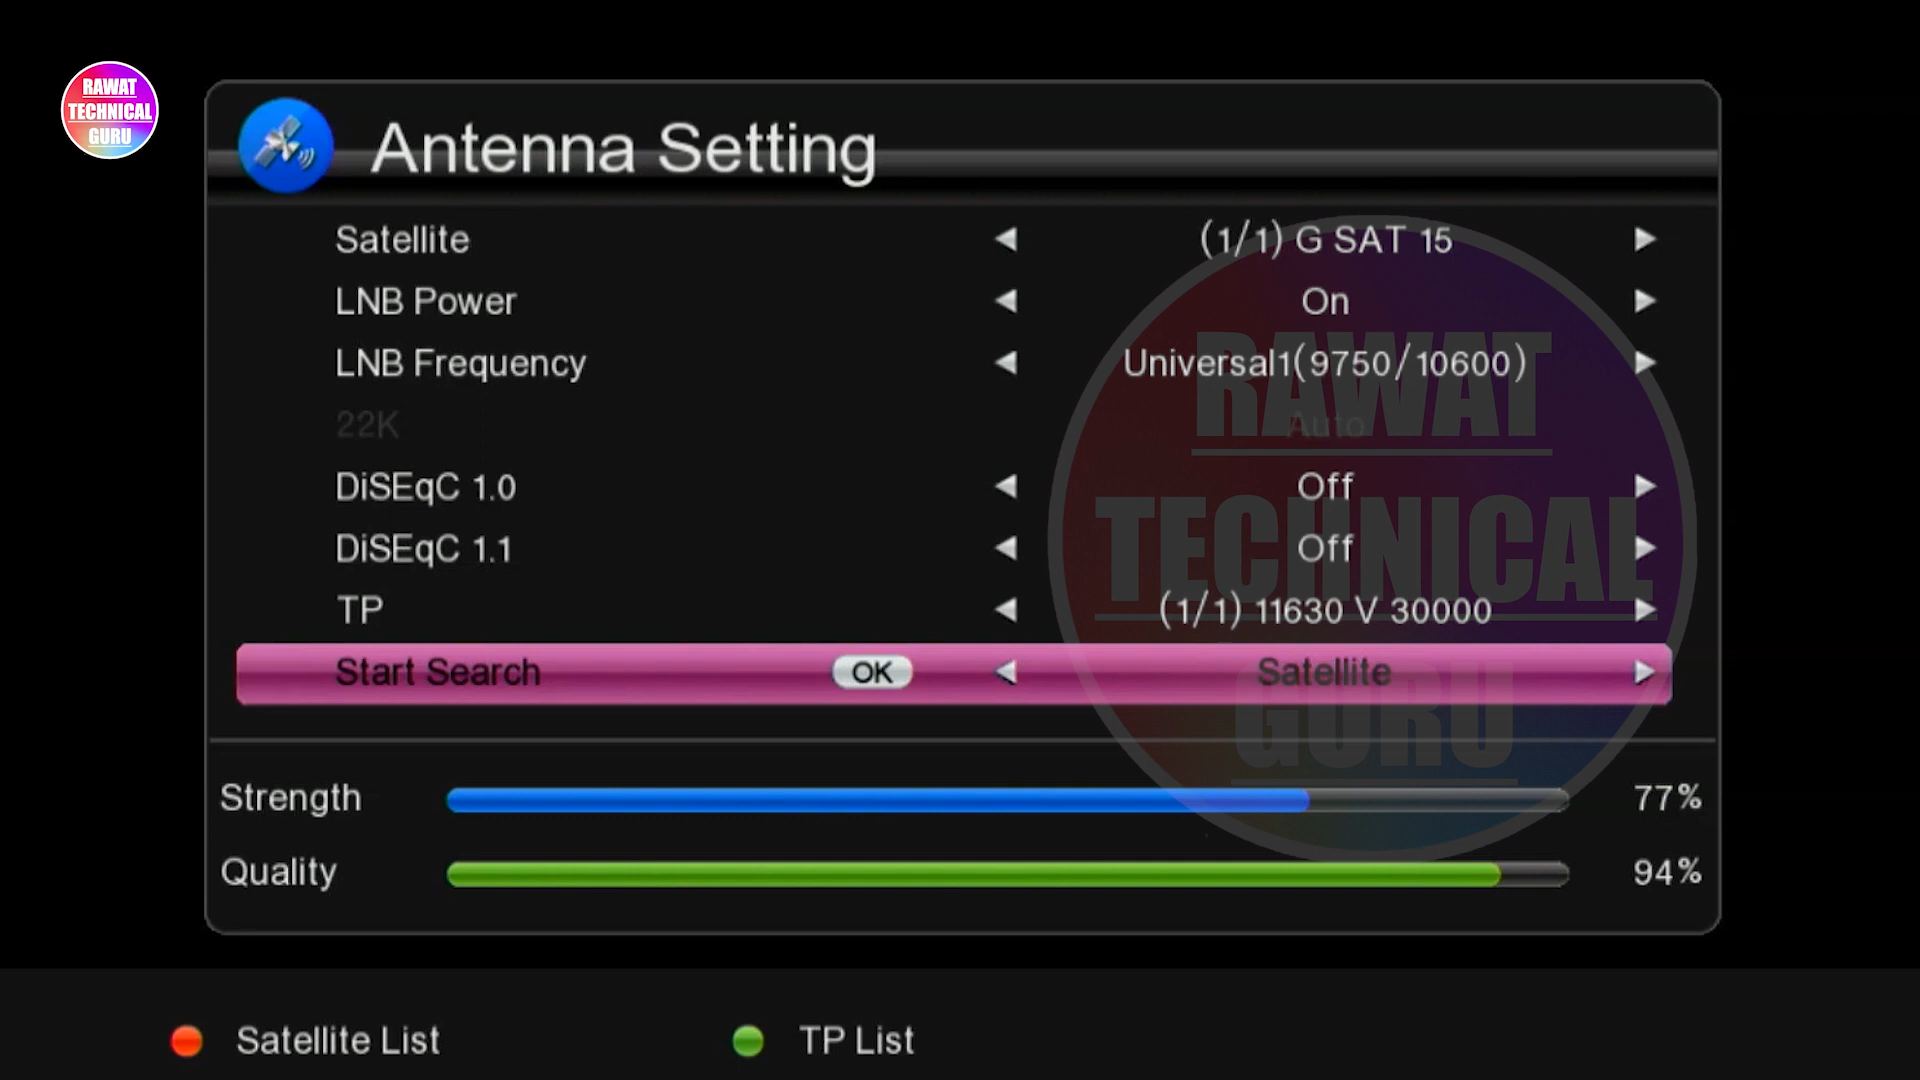 RAWAT
TECHNICAL
GURU
Antenna Setting
Satellite (1/1) G SAT 15
LNB Power On
LNB Frequency Universal1(9750/10600)
22K Auto
DiSEqC 1.0 Off
DiSEqC 1.1 Off
TP (1/1) 11630 V 30000
Start Search OK Satellite
RAWAT
TECHNICAL
GURU
Strength 77%
Quality 94%
Satellite List TP List